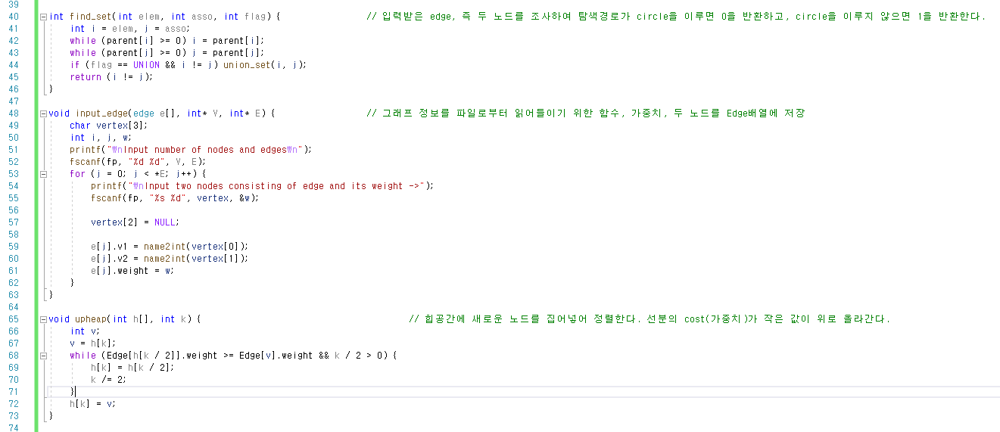 39
40 int find_set(int elem, int asso, int flag) { // 입력받은 edge, 즉 두 노드를 조사하여 탐색경로가 circle을 이루면 0을 반환하고, circle을 이루지 않으면 1을 반환한다.
41 int i = elem, j = asso;
42 while (parent[i] >= 0) i = parent[i];
43 while (parent[j] >= 0) j = parent[j];
44 if (flag == UNION && i != j) union_set(i, j);
45 return (i != j);
46 }
47
48 void input_edge(edge e[], int* V, int* E) { // 그래프 정보를 파일로부터 읽어들이기 위한 함수, 가중치, 두 노드를 Edge배열에 저장
49 char vertex[3];
50 int i, j, w;
51 printf("₩nInput number of nodes and edges₩n");
52 fscanf(fp, "%d %d", V, E);
53 for (j = 0; j < *E; j++) {
54 printf("₩nInput two nodes consisting of edge and its weight ->");
55 fscanf(fp, "%s %d", vertex, &w);
56
57 vertex[2] = NULL;
58
59 e[j].v1 = name2int(vertex[0]);
60 e[j].v2 = name2int(vertex[1]);
61 e[j].weight = w;
62 }
63 }
64
65 void upheap(int h[], int k) { // 힙공간에 새로운 노드를 집어넣어 정렬한다. 선분의 cost(가중치)가 작은 값이 위로 올라간다.
66 int v;
67 v = h[k];
68 while (Edge[h[k / 2]].weight >= Edge[v].weight && k / 2 > 0) {
69 h[k] = h[k / 2];
70 k /= 2;
71 }
72 h[k] = v;
73 }
74